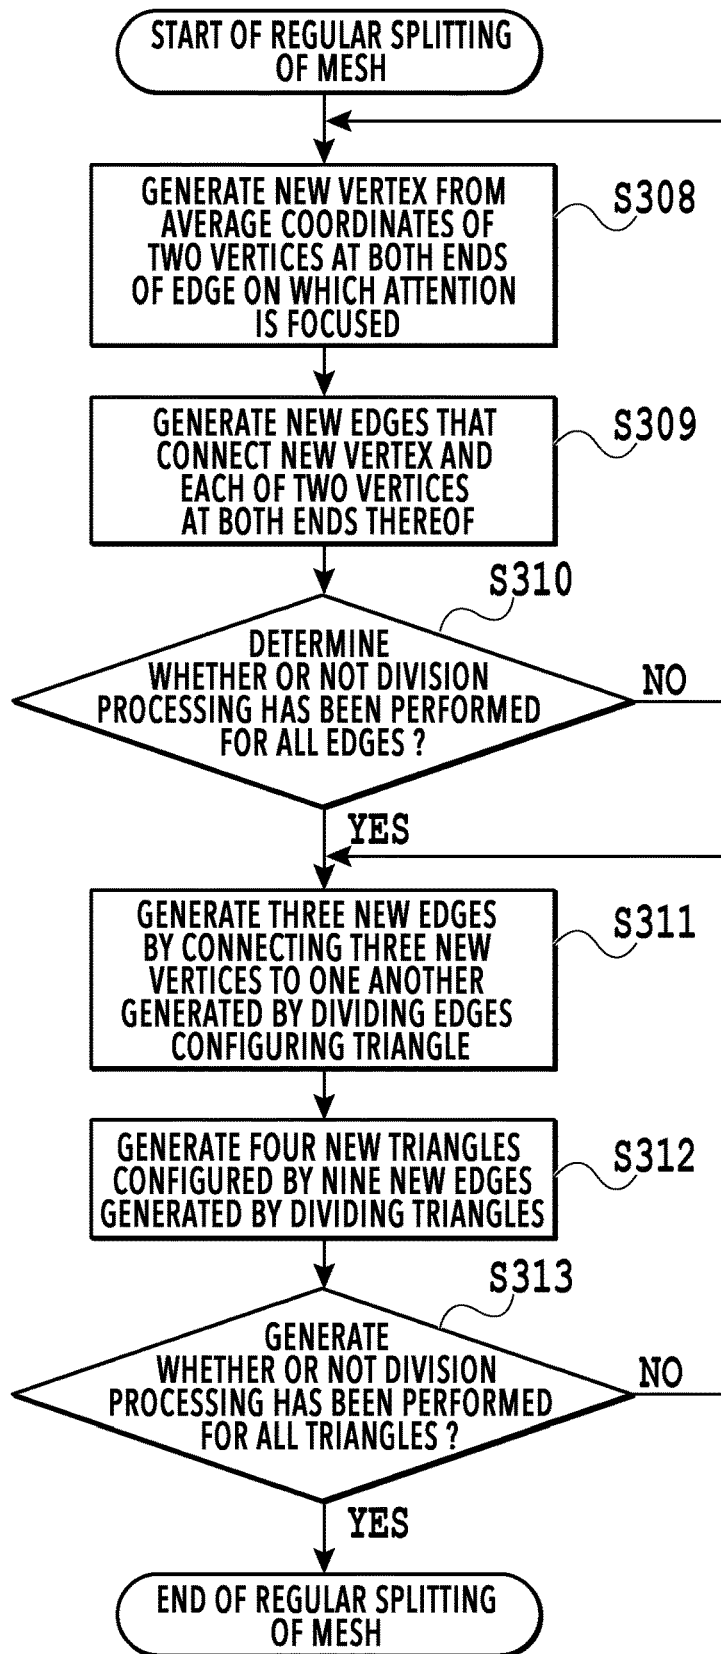 START OF REGULAR SPLITTING
OF MESH
GENERATE NEW VERTEX FROM
AVERAGE COORDINATES OF
TWO VERTICES AT BOTH ENDS
OF EDGE ON WHICH ATTENTION
IS FOCUSED
S308
GENERATE NEW EDGES THAT
CONNECT NEW VERTEX AND
EACH OF TWO VERTICES
AT BOTH ENDS THEREOF
S309
S310
DETERMINE
WHETHER OR NOT DIVISION
PROCESSING HAS BEEN PERFORMED
FOR ALL EDGES ?
NO
YES
GENERATE THREE NEW EDGES
BY CONNECTING THREE NEW
VERTICES TO ONE ANOTHER
GENERATED BY DIVIDING EDGES
CONFIGURING TRIANGLE
S311
GENERATE FOUR NEW TRIANGLES
CONFIGURED BY NINE NEW EDGES
GENERATED BY DIVIDING TRIANGLES
S312
S313
GENERATE
WHETHER OR NOT DIVISION
PROCESSING HAS BEEN PERFORMED
FOR ALL TRIANGLES ?
NO
YES
END OF REGULAR SPLITTING
OF MESH